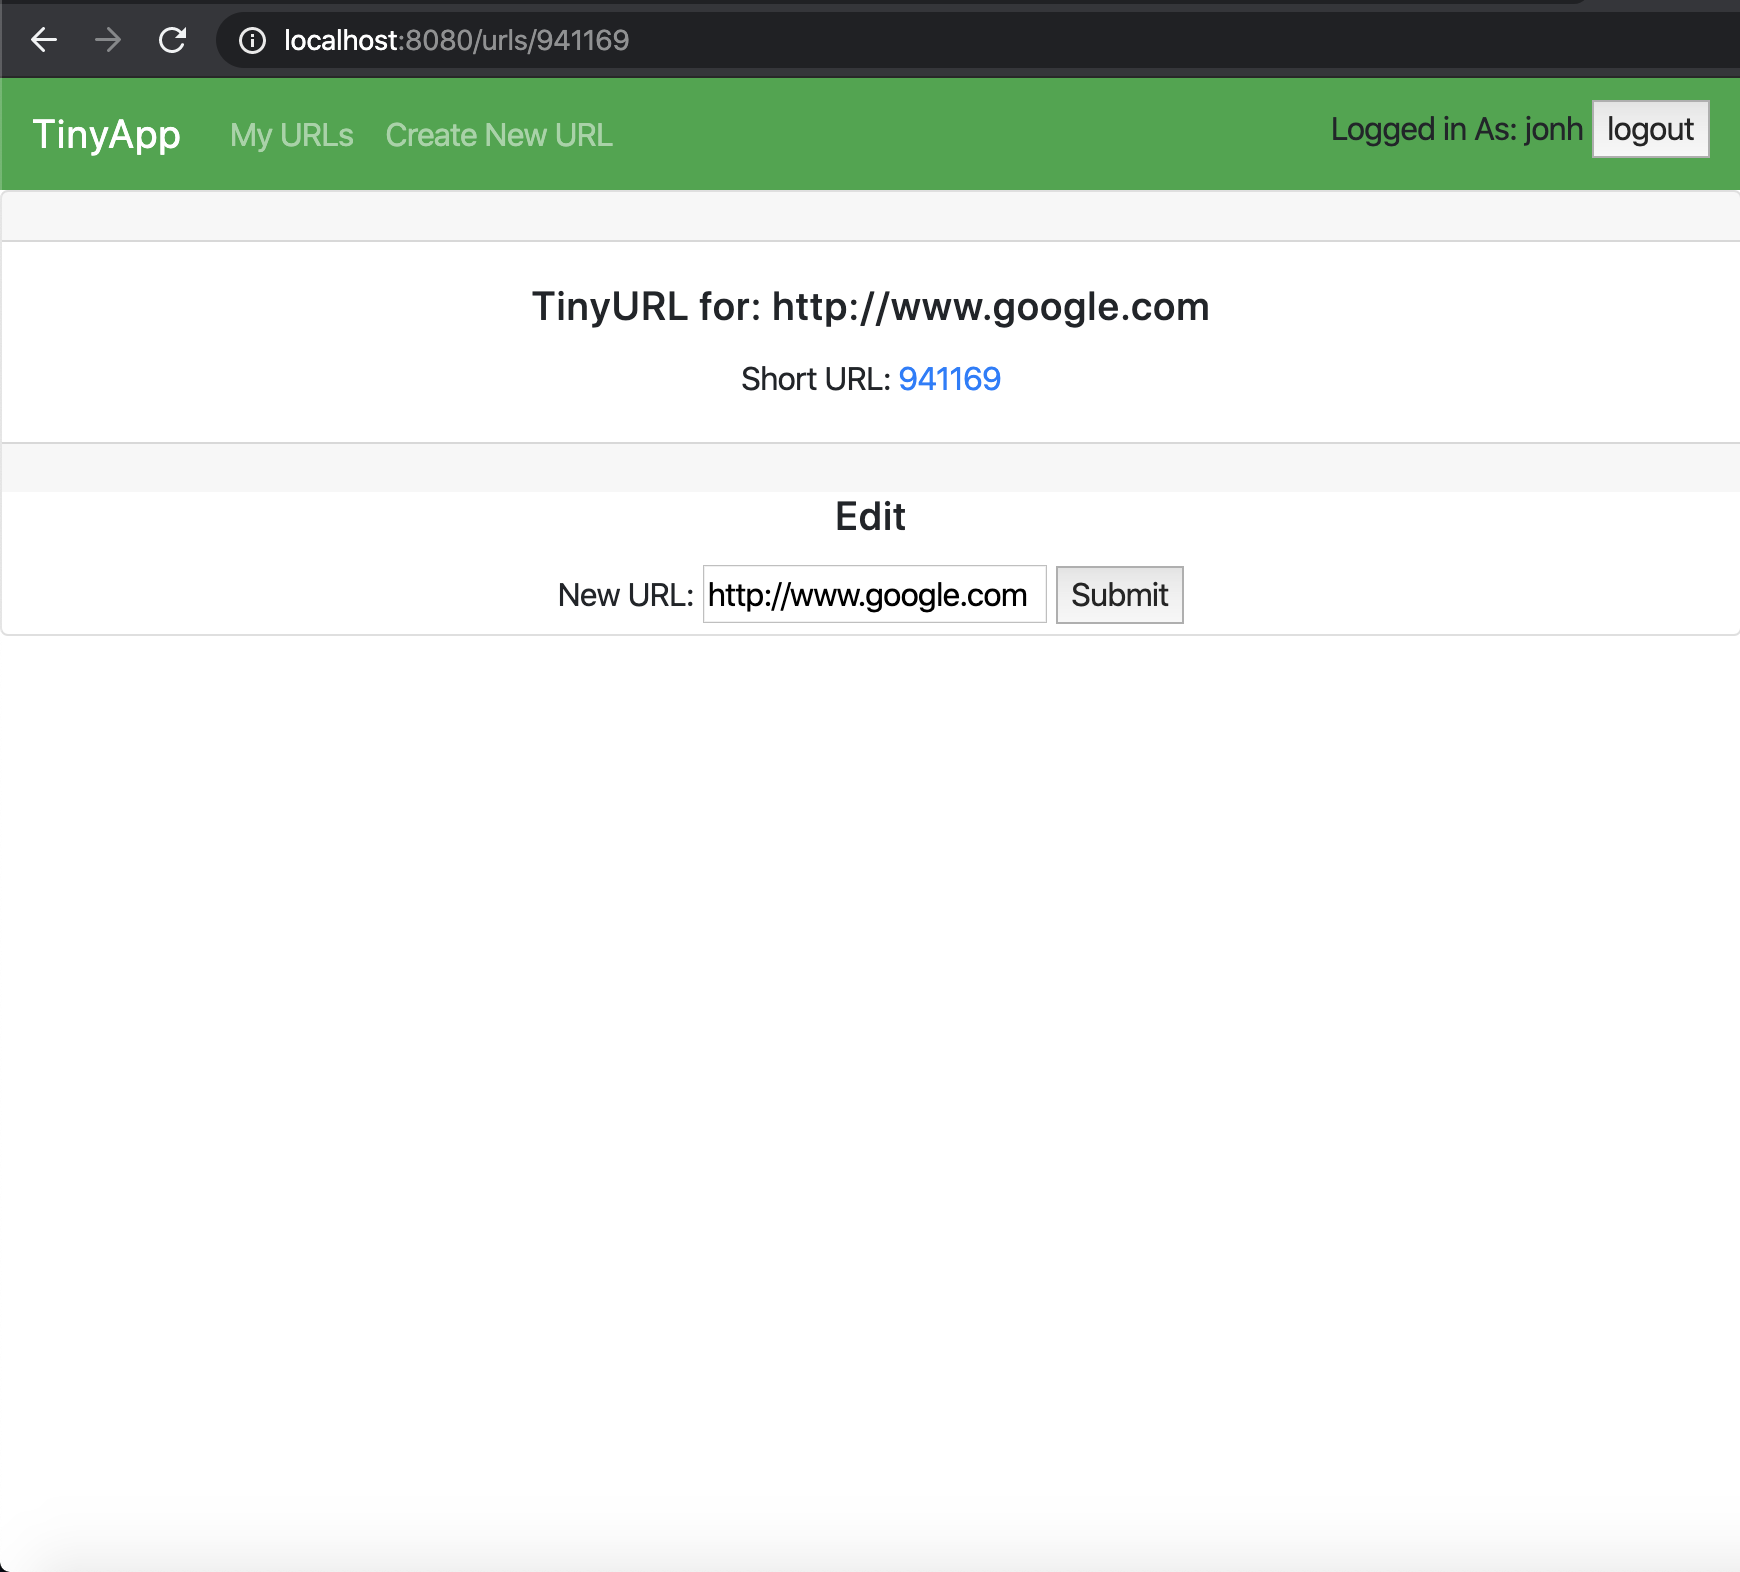 localhost:8080/urls/941169
TinyApp My URLs Create New URL Logged in As: jonh logout
TinyURL for: http://www.google.com
Short URL: 941169
Edit
New URL: http://www.google.com Submit